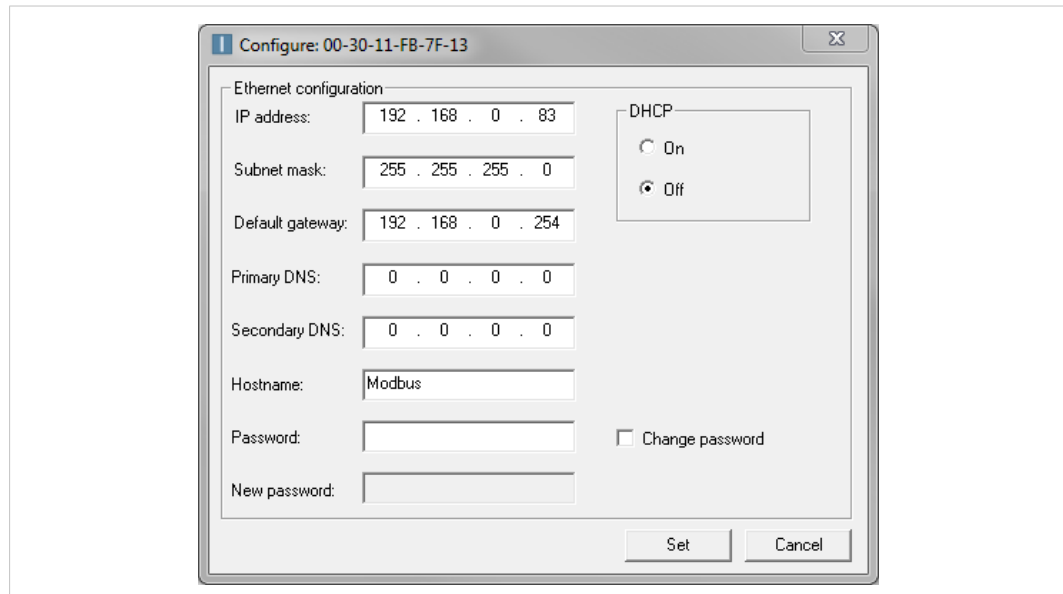 Configure: 00-30-11-FB-7F-13
Ethernet configuration
IP address: 192 . 168 . 0 . 83
DHCP
On
Subnet mask: 255 . 255 . 255 . 0
Off
Default gateway: 192 . 168 . 0 . 254
Primary DNS: 0 . 0 . 0 . 0
Secondary DNS: 0 . 0 . 0 . 0
Hostname: Modbus
Password:
Change password
New password:
Set Cancel